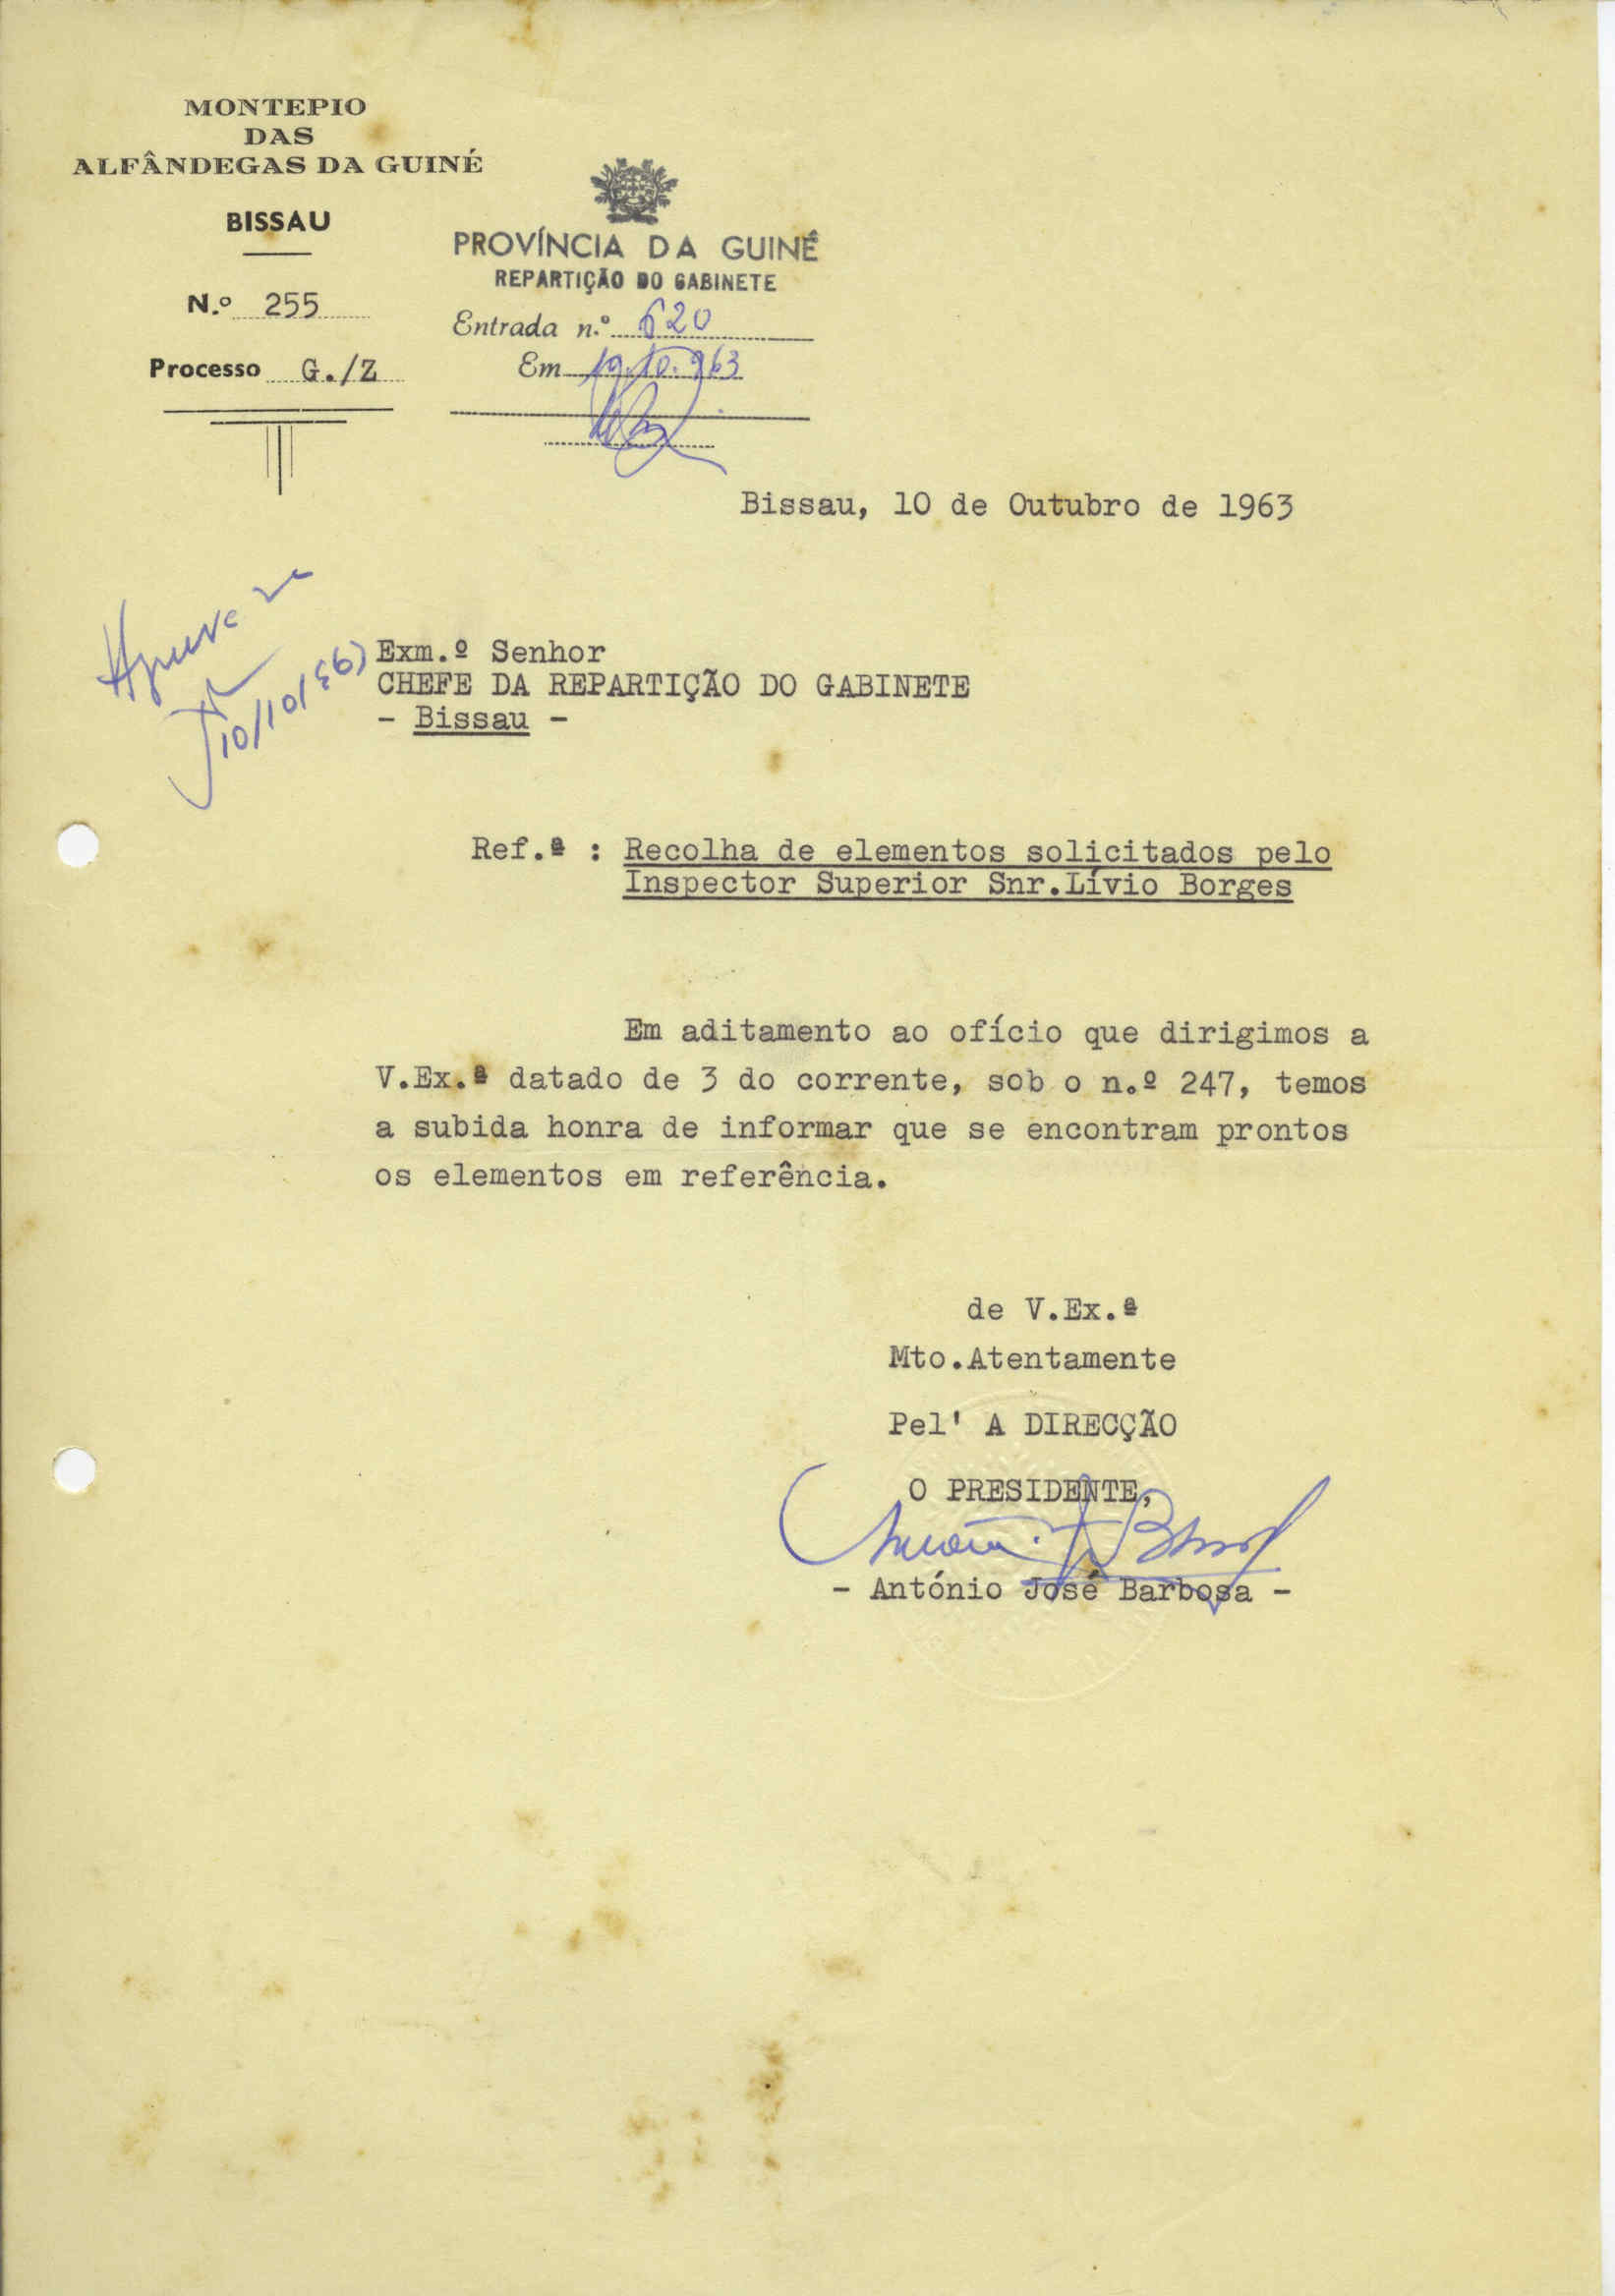 MONTEPIO
DAS
ALFÂNDEGAS DA GUINÉ
BISSAU
N.º 255
Processo G./Z
PROVÍNCIA DA GUINÉ
REPARTIÇÃO DO GABINETE
Entrada n.º 620
Em 10.10.963
Bissau, 10 de Outubro de 1963
10/10/963
Exm.º Senhor
CHEFE DA REPARTIÇÃO DO GABINETE
- Bissau -
Ref.ª : Recolha de elementos solicitados pelo
Inspector Superior Snr.Lívio Borges
Em aditamento ao ofício que dirigimos a
V.Ex.ª datado de 3 do corrente, sob o n.º 247, temos
a subida honra de informar que se encontram prontos
os elementos em referência.
de V.Ex.ª
Mto.Atentamente
Pel' A DIRECÇÃO
O PRESIDENTE,
- António José Barbosa -